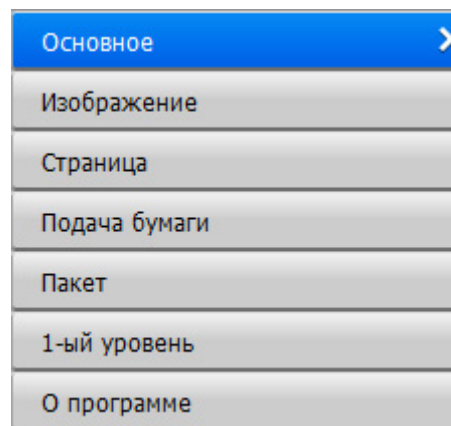 Основное
Изображение
Страница
Подача бумаги
Пакет
1-ый уровень
О программе